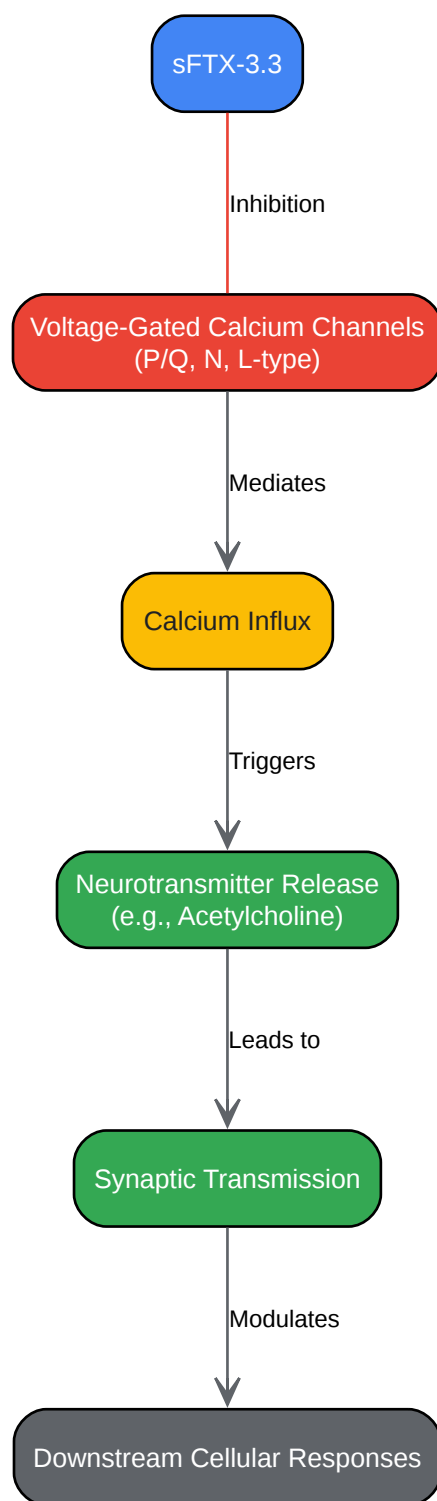 sFTX-3.3
Inhibition
Voltage-Gated Calcium Channels
(P/Q, N, L-type)
Mediates
Calcium Influx
Triggers
Neurotransmitter Release
(e.g., Acetylcholine)
Leads to
Synaptic Transmission
Modulates
Downstream Cellular Responses